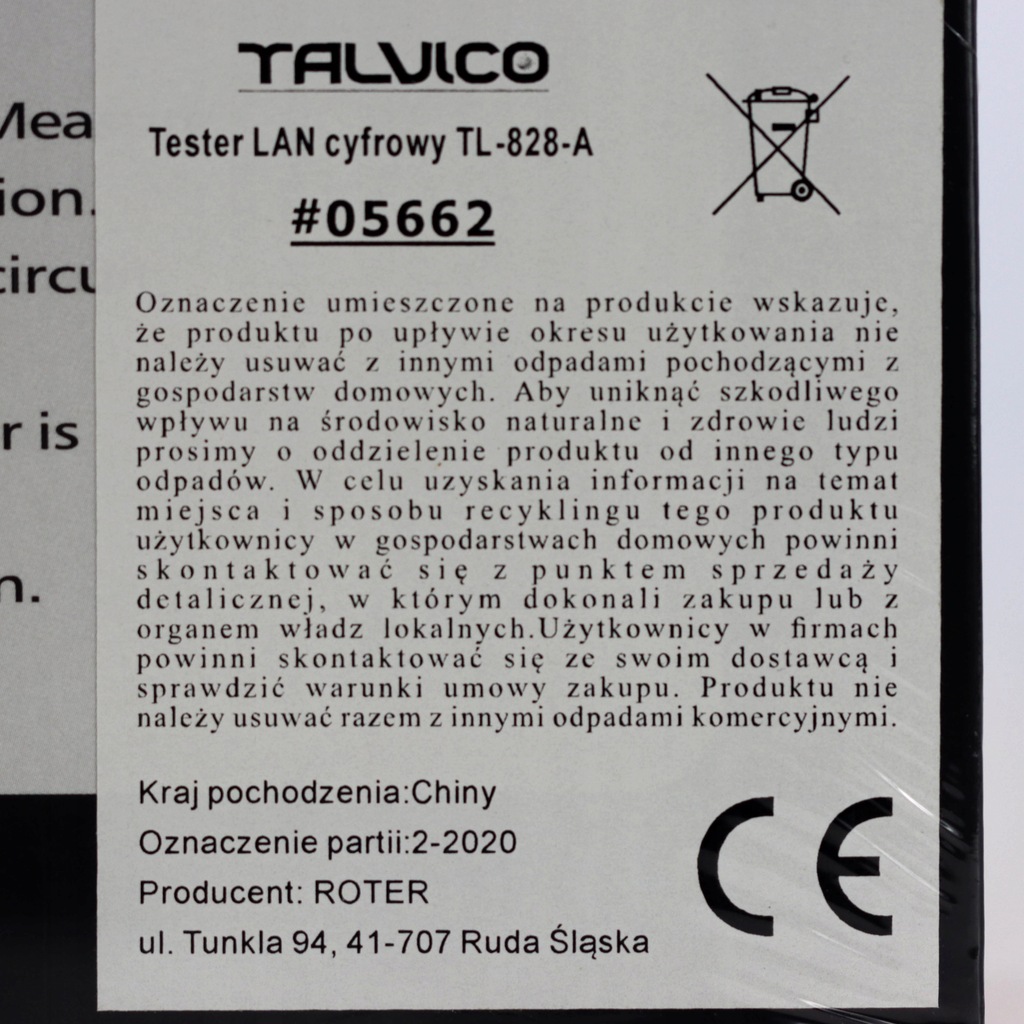 TALVICO
Tester LAN cyfrowy TL-828-A
#05662
Oznaczenie umieszczone na produkcie wskazuje,
że produktu po upływie okresu użytkowania nie
należy usuwać z innymi odpadami pochodzącymi z
gospodarstw domowych. Aby uniknąć szkodliwego
wpływu na środowisko naturalne i zdrowie ludzi
prosimy o oddzielenie produktu od innego typu
odpadów. W celu uzyskania informacji na temat
miejsca i sposobu recyklingu tego produktu
użytkownicy w gospodarstwach domowych powinni
skontaktować się z punktem sprzedaży
detalicznej, w którym dokonali zakupu lub z
organem władz lokalnych.Użytkownicy w firmach
powinni skontaktować się ze swoim dostawcą i
sprawdzić warunki umowy zakupu. Produktu nie
należy usuwać razem z innymi odpadami komercyjnymi.
Kraj pochodzenia:Chiny
Oznaczenie partii:2-2020
Producent: ROTER
ul. Tunkla 94, 41-707 Ruda Śląska
CE
r is